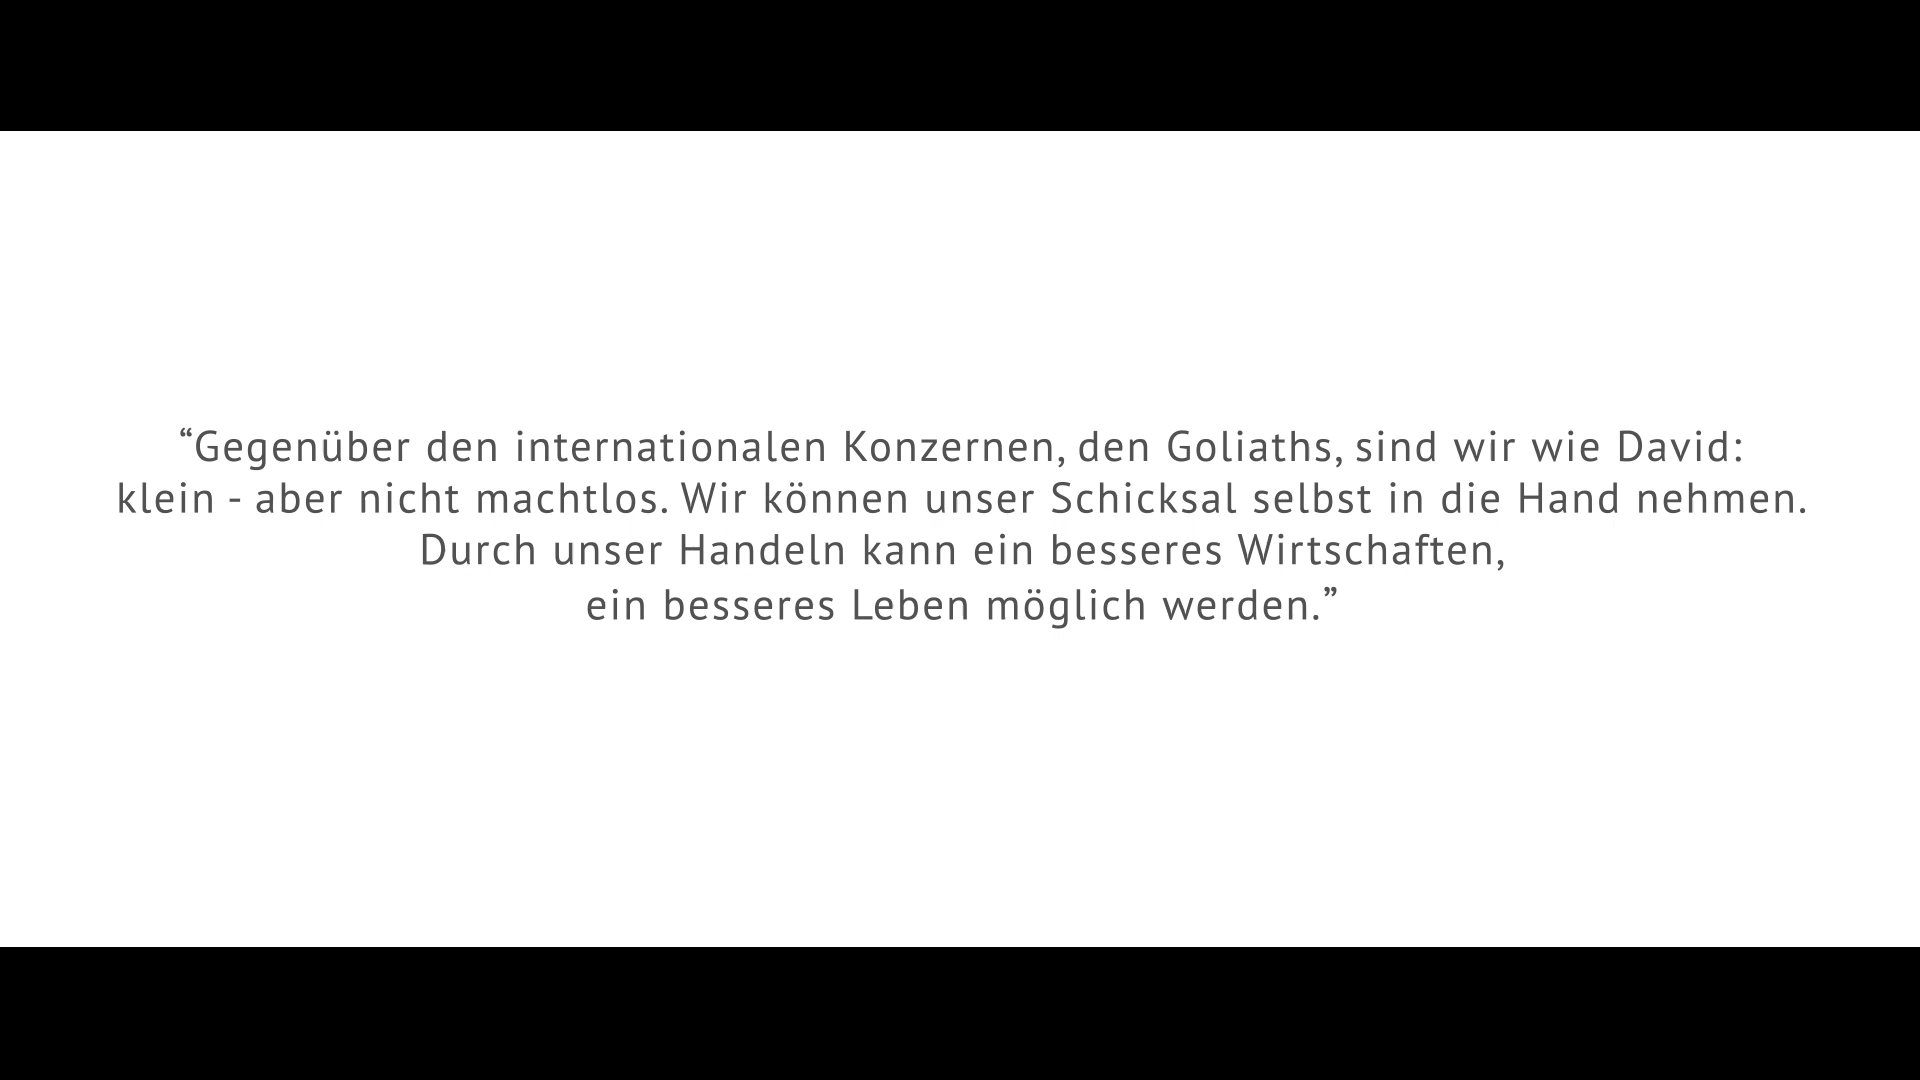 “Gegenüber den internationalen Konzernen, den Goliaths, sind wir wie David:
klein - aber nicht machtlos. Wir können unser Schicksal selbst in die Hand nehmen.
Durch unser Handeln kann ein besseres Wirtschaften,
ein besseres Leben möglich werden.”